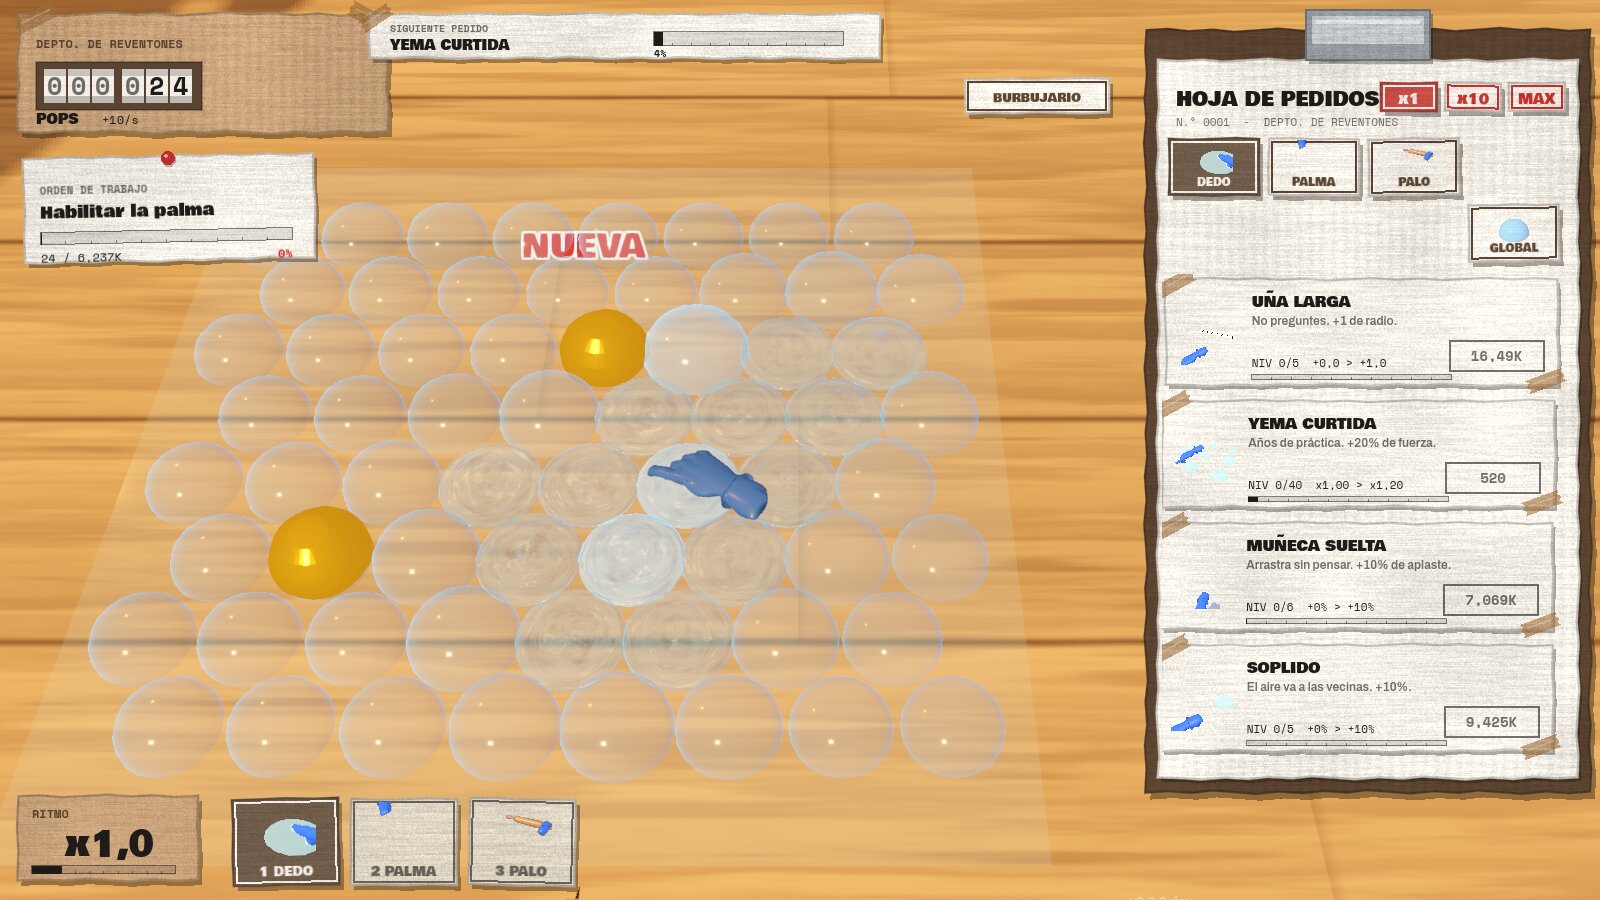 DEPTO. DE REVENTONES
000 024
POPS +10/s
SIGUIENTE PEDIDO
YEMA CURTIDA
4%
BURBUJARIO
ORDEN DE TRABAJO
Habilitar la palma
0%
24 / 6,237K
NUEVA
HOJA DE PEDIDOS x1 x10 MAX
N.° 0001 - DEPTO. DE REVENTONES
DEDO PALMA PALO
GLOBAL
UÑA LARGA
No preguntes. +1 de radio.
NIV 0/5 +0,0 > +1,0
16,49K
YEMA CURTIDA
Años de práctica. +20% de fuerza.
NIV 0/40 x1,00 > x1,20
520
MUÑECA SUELTA
Arrastra sin pensar. +10% de aplaste.
NIV 0/6 +0% > +10%
7,069K
SOPLIDO
El aire va a las vecinas. +10%.
NIV 0/5 +0% > +10%
9,425K
RITMO
x1,0
1 DEDO 2 PALMA 3 PALO